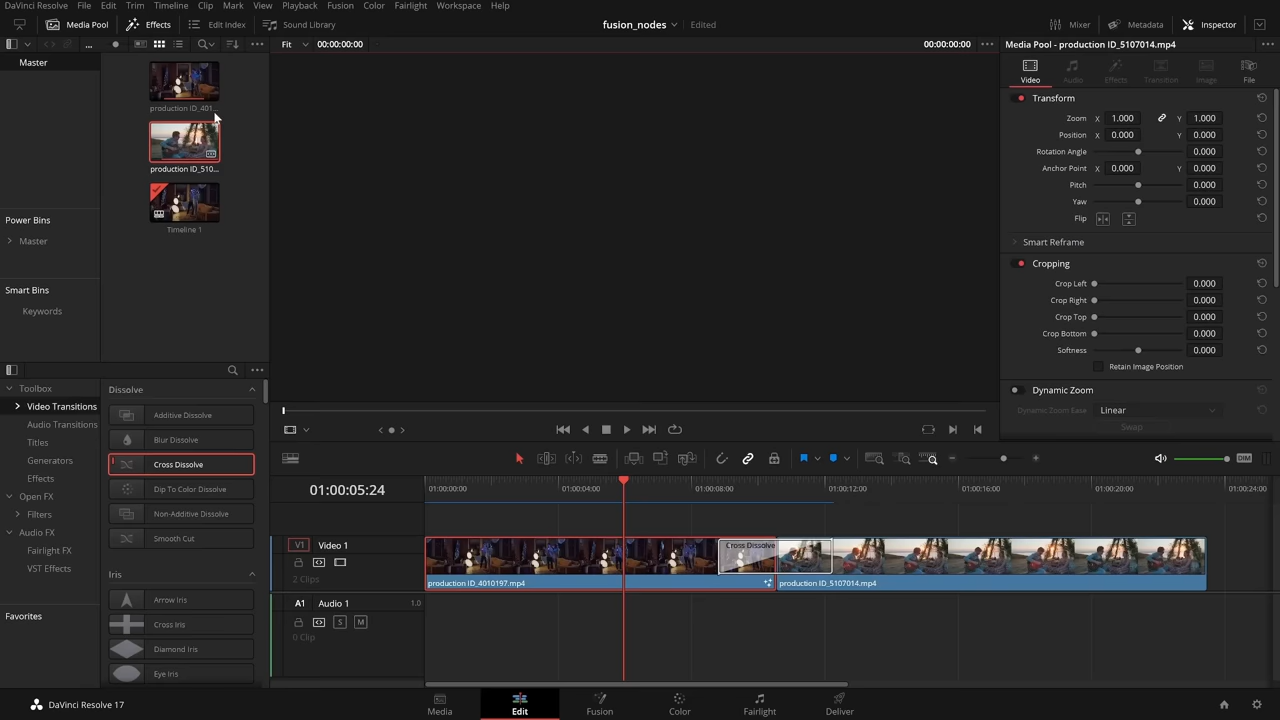 DaVinci Resolve File Edit Trim Timeline Clip Mark View Playback Fusion Color Fairlight Workspace Help
Media Pool Effects Edit Index Sound Library fusion_nodes Edited Mixer Metadata Inspector
... Fit 00:00:00:00 00:00:00:00 Media Pool - production ID_5107014.mp4
Master
Video Audio Effects Transition Image File
production ID_401...
production ID_510...
Timeline 1
Power Bins
Master
Smart Bins
Keywords
Transform
Zoom X 1.000 Y 1.000
Position X 0.000 Y 0.000
Rotation Angle 0.000
Anchor Point X 0.000 Y 0.000
Pitch 0.000
Yaw 0.000
Flip
Smart Reframe
Cropping
Crop Left 0.000
Crop Right 0.000
Crop Top 0.000
Crop Bottom 0.000
Softness 0.000
Retain Image Position
Dynamic Zoom
Dynamic Zoom Ease Linear
Swap
Toolbox
Video Transitions
Audio Transitions
Titles
Generators
Effects
Open FX
Filters
Audio FX
Fairlight FX
VST Effects
Favorites
Dissolve
Additive Dissolve
Blur Dissolve
Cross Dissolve
Dip To Color Dissolve
Non-Additive Dissolve
Smooth Cut
Iris
Arrow Iris
Cross Iris
Diamond Iris
Eye Iris
DIM
01:00:05:24
01:00:00:00 01:00:04:00 01:00:08:00 01:00:12:00 01:00:16:00 01:00:20:00 01:00:24:00
V1 Video 1
2 Clips
Cross Dissolve
production ID_4010197.mp4 production ID_5107014.mp4
A1 Audio 1 1.0
S M
0 Clip
DaVinci Resolve 17
Media Edit Fusion Color Fairlight Deliver